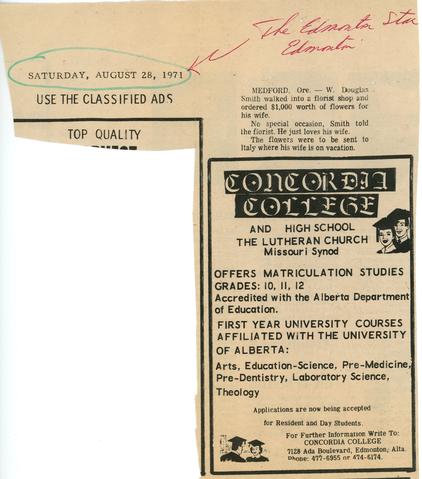 The Edmonton Star
Edmonton
SATURDAY, AUGUST 28, 1971
USE THE CLASSIFIED ADS
TOP QUALITY
MEDFORD, Ore. — W. Douglas
Smith walked into a florist shop and
ordered $1,000 worth of flowers for
his wife.
No special occasion, Smith told
the florist. He just loves his wife.
The flowers were to be sent to
Italy where his wife is on vacation.
CONCORDIA
COLLEGE
AND HIGH SCHOOL
THE LUTHERAN CHURCH
Missouri Synod
OFFERS MATRICULATION STUDIES
GRADES: 10, 11, 12
Accredited with the Alberta Department
of Education.
FIRST YEAR UNIVERSITY COURSES
AFFILIATED WITH THE UNIVERSITY
OF ALBERTA:
Arts, Education-Science, Pre-Medicine,
Pre-Dentistry, Laboratory Science,
Theology
Applications are now being accepted
for Resident and Day Students.
For Further Information Write To:
CONCORDIA COLLEGE
7128 Ada Boulevard, Edmonton, Alta.
Phone: 477-6955 or 474-6174.